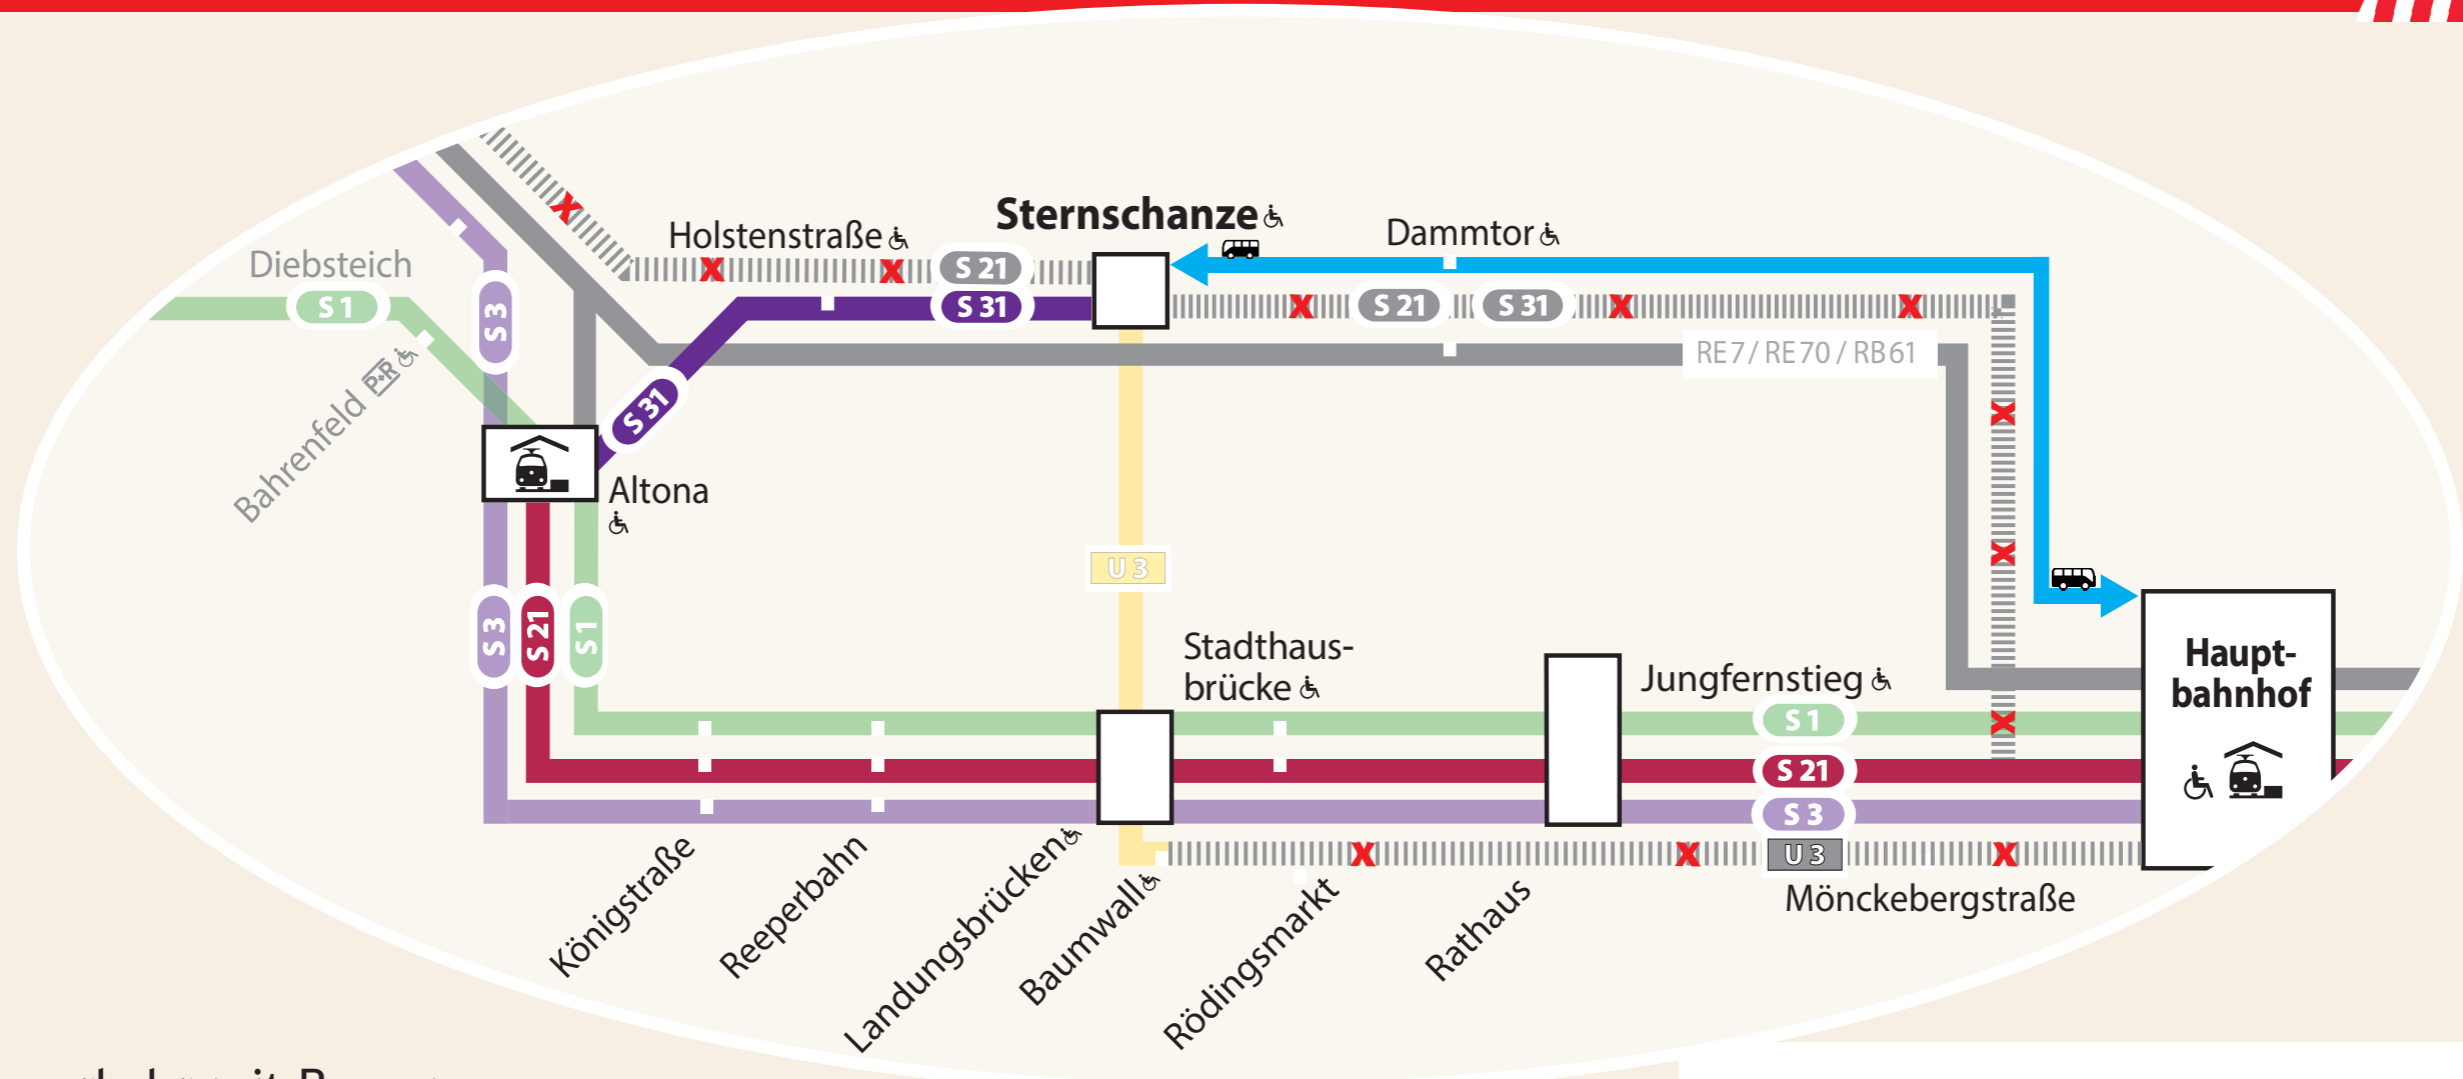 Sternschanze
Holstenstraße
Dammtor
Diebsteich
S 21
S 1
S 3
S 31
S 21
S 31
RE7/ RE70 / RB61
S 31
Bahrenfeld P+R
Altona
U 3
S 3
S 21
S 1
Stadthaus-
brücke
Jungfernstieg
Haupt-
bahnhof
S 1
S 21
S 3
U 3
Königstraße
Reeperbahn
Landungsbrücken
Baumwall
Rödingsmarkt
Rathaus
Mönckebergstraße